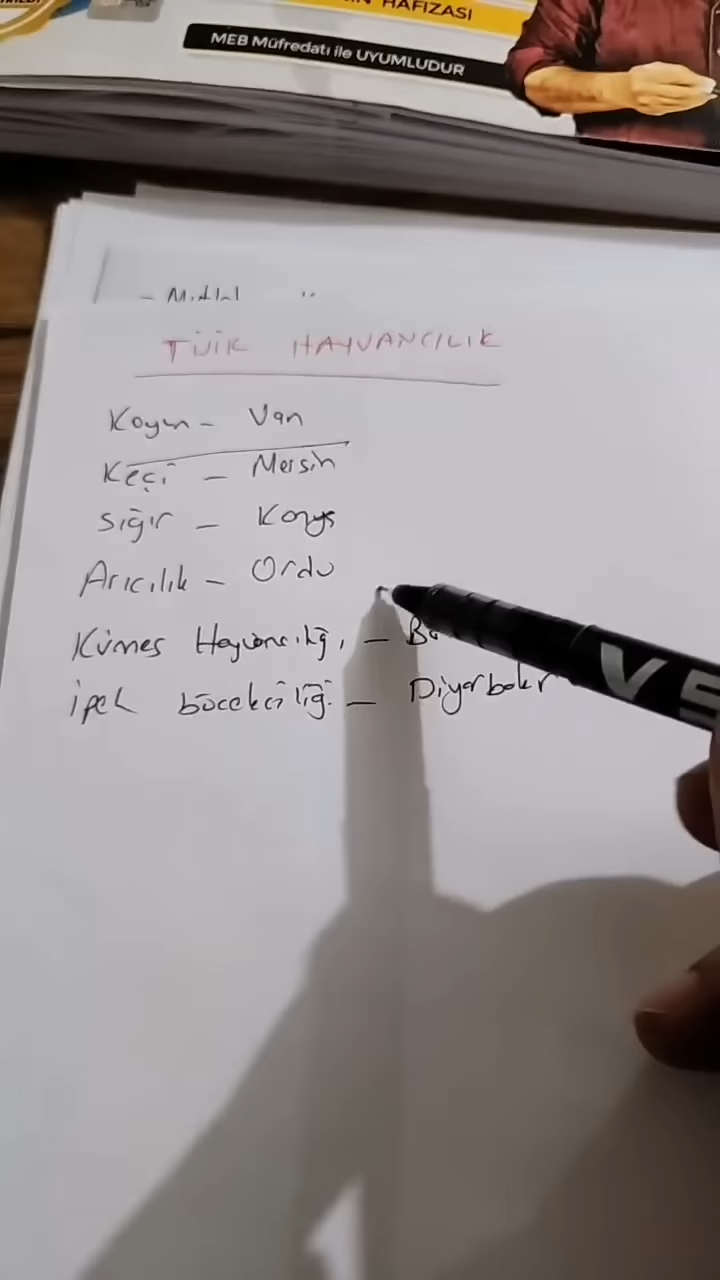 HAFIZASI
MEB Müfredatı ile UYUMLUDUR
TÜİK HAYVANCILIK
Koyun - Van
Keçi - Mersin
Sığır - Konya
Arıcılık - Ordu
Kümes Hayvancılığı -
İpek böcekçiliği - Diyarbakır
V5